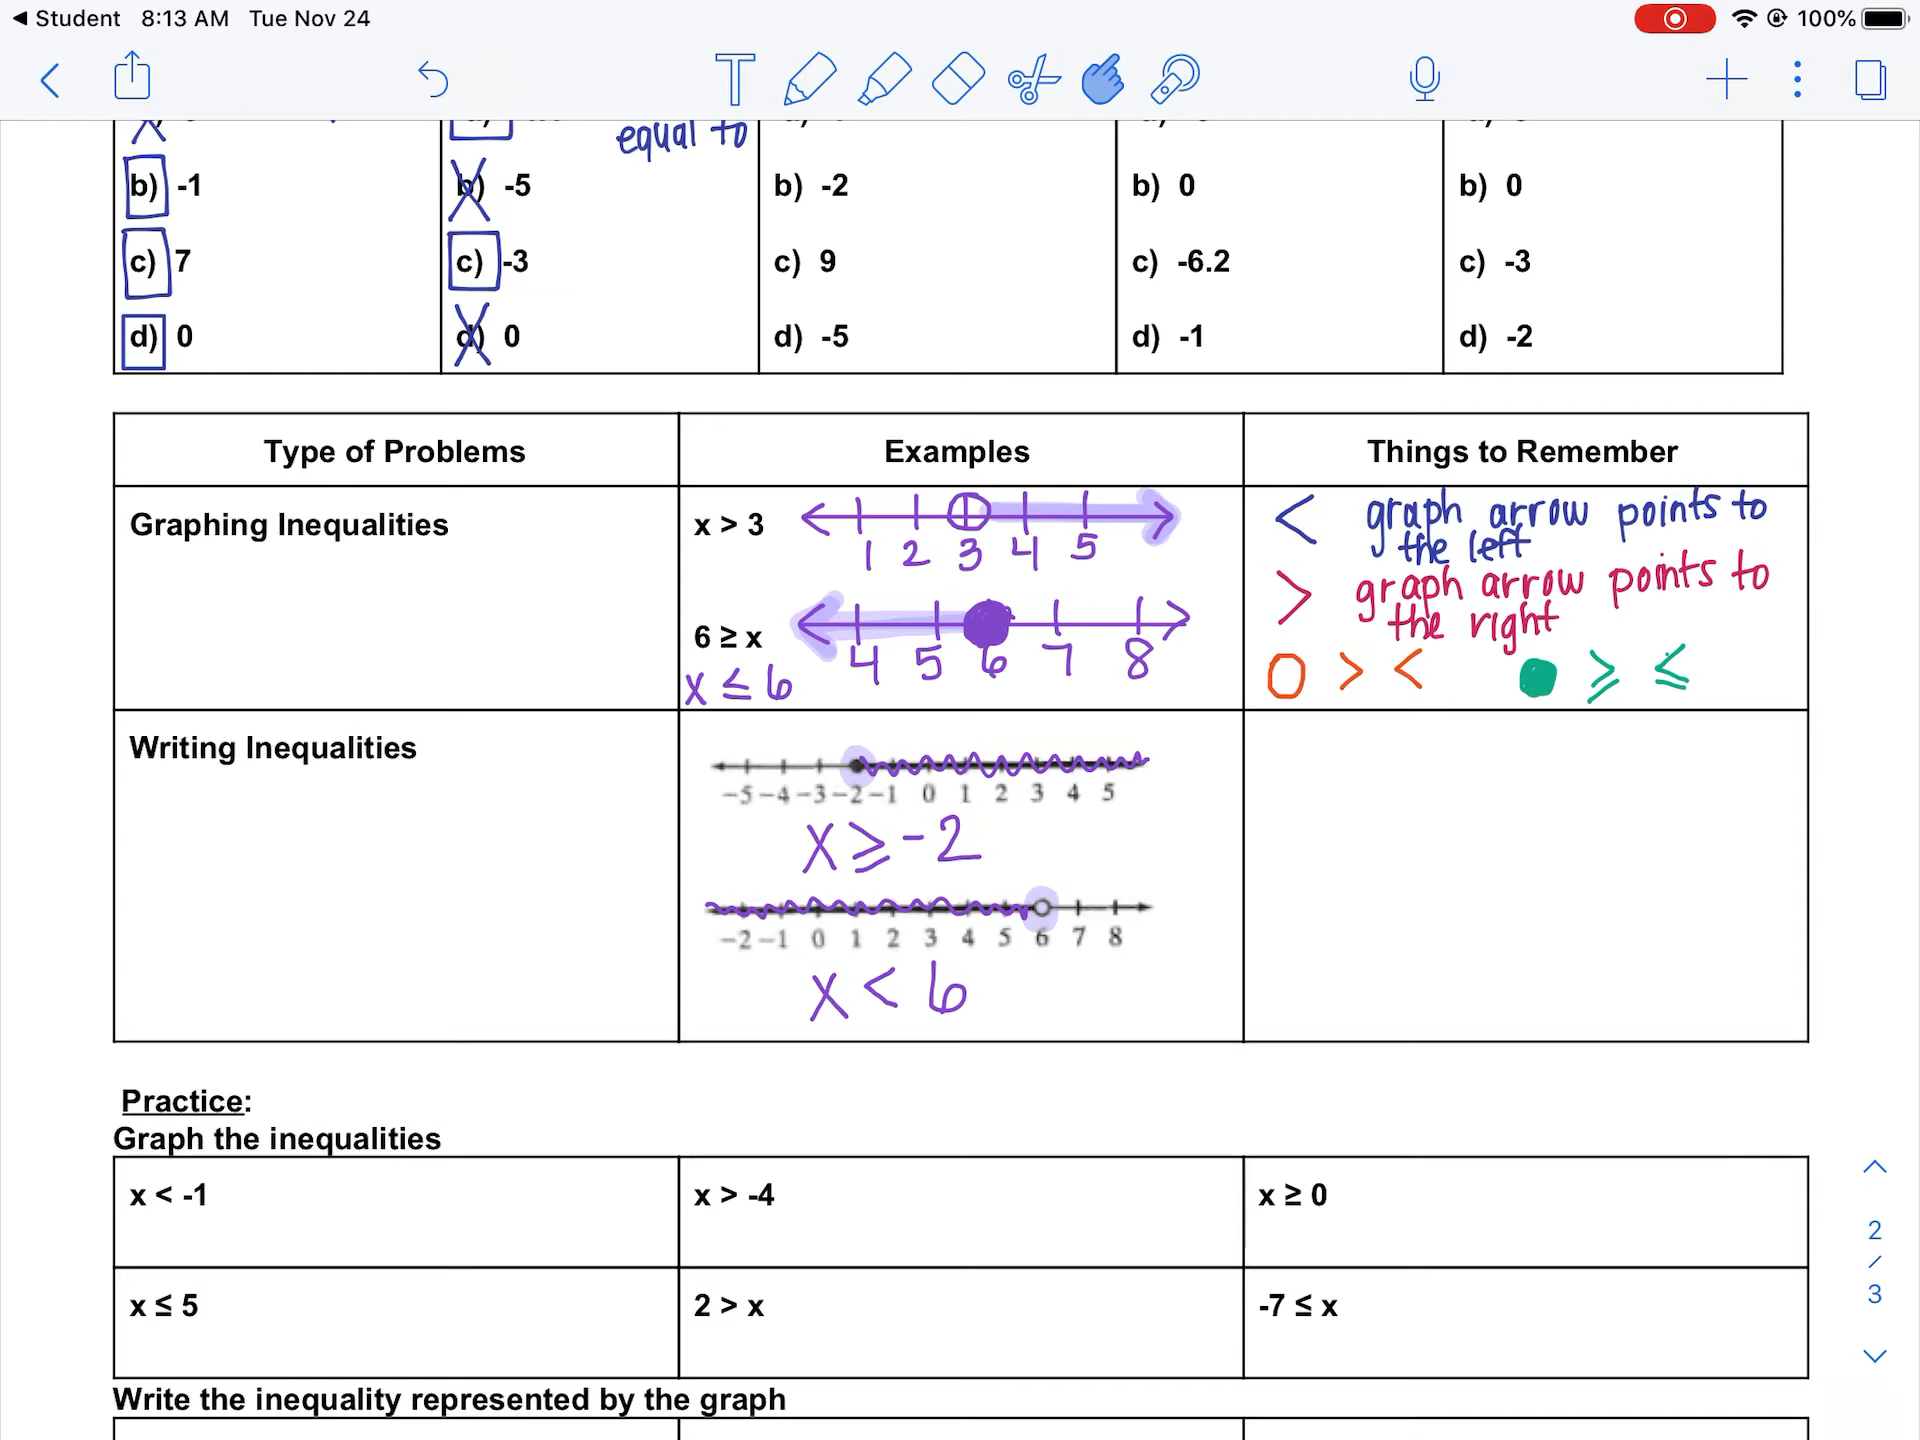 Student 8:13 AM Tue Nov 24 100%
equal to
b) -1 b) -5 b) -2 b) 0 b) 0
c) 7 c) -3 c) 9 c) -6.2 c) -3
d) 0 d) 0 d) -5 d) -1 d) -2
Type of Problems Examples Things to Remember
Graphing Inequalities
x > 3
1 2 3 4 5
6 ≥ x
4 5 6 7 8
x ≤ 6
< graph arrow points to
the left
> graph arrow points to
the right
O > < ● ≥ ≤
Writing Inequalities
-5 -4 -3 -2 -1 0 1 2 3 4 5
x ≥ -2
-2 -1 0 1 2 3 4 5 6 7 8
x < 6
Practice:
Graph the inequalities
x < -1 x > -4 x ≥ 0
x ≤ 5 2 > x -7 ≤ x
2
/
3
Write the inequality represented by the graph